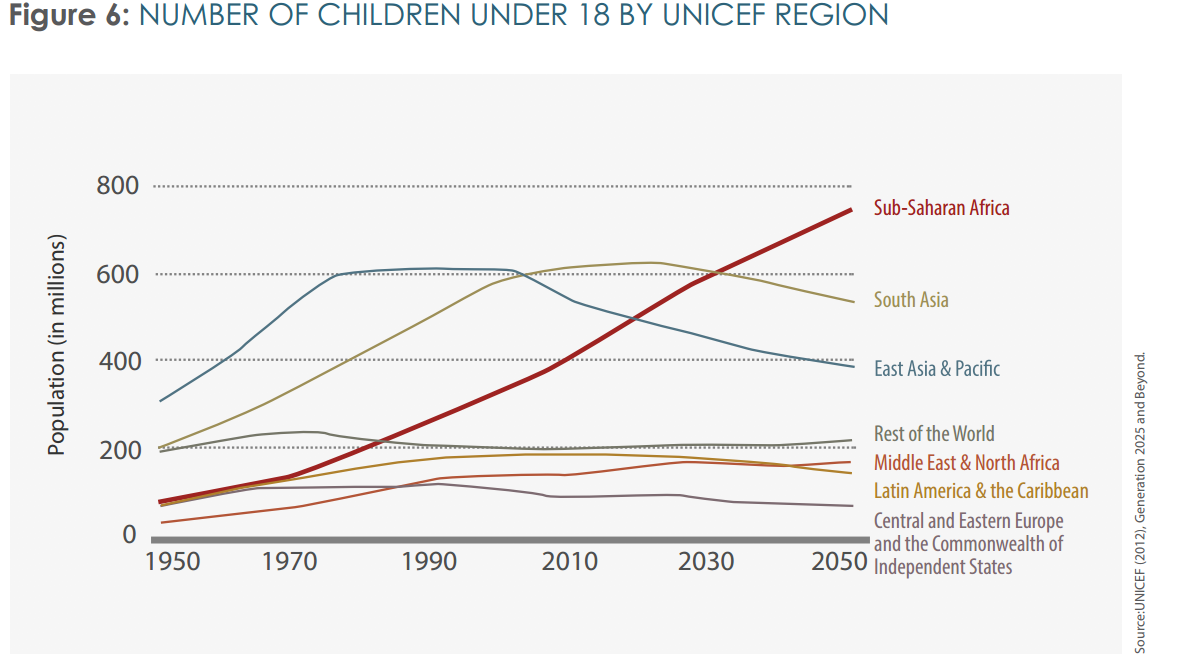 Figure 6: NUMBER OF CHILDREN UNDER 18 BY UNICEF REGION
Population (in millions)
800
600
400
200
0
1950
1970
1990
2010
2030
2050
Sub-Saharan Africa
South Asia
East Asia & Pacific
Rest of the World
Middle East & North Africa
Latin America & the Caribbean
Central and Eastern Europe
and the Commonwealth of
Independent States
Source:UNICEF (2012), Generation 2025 and Beyond.